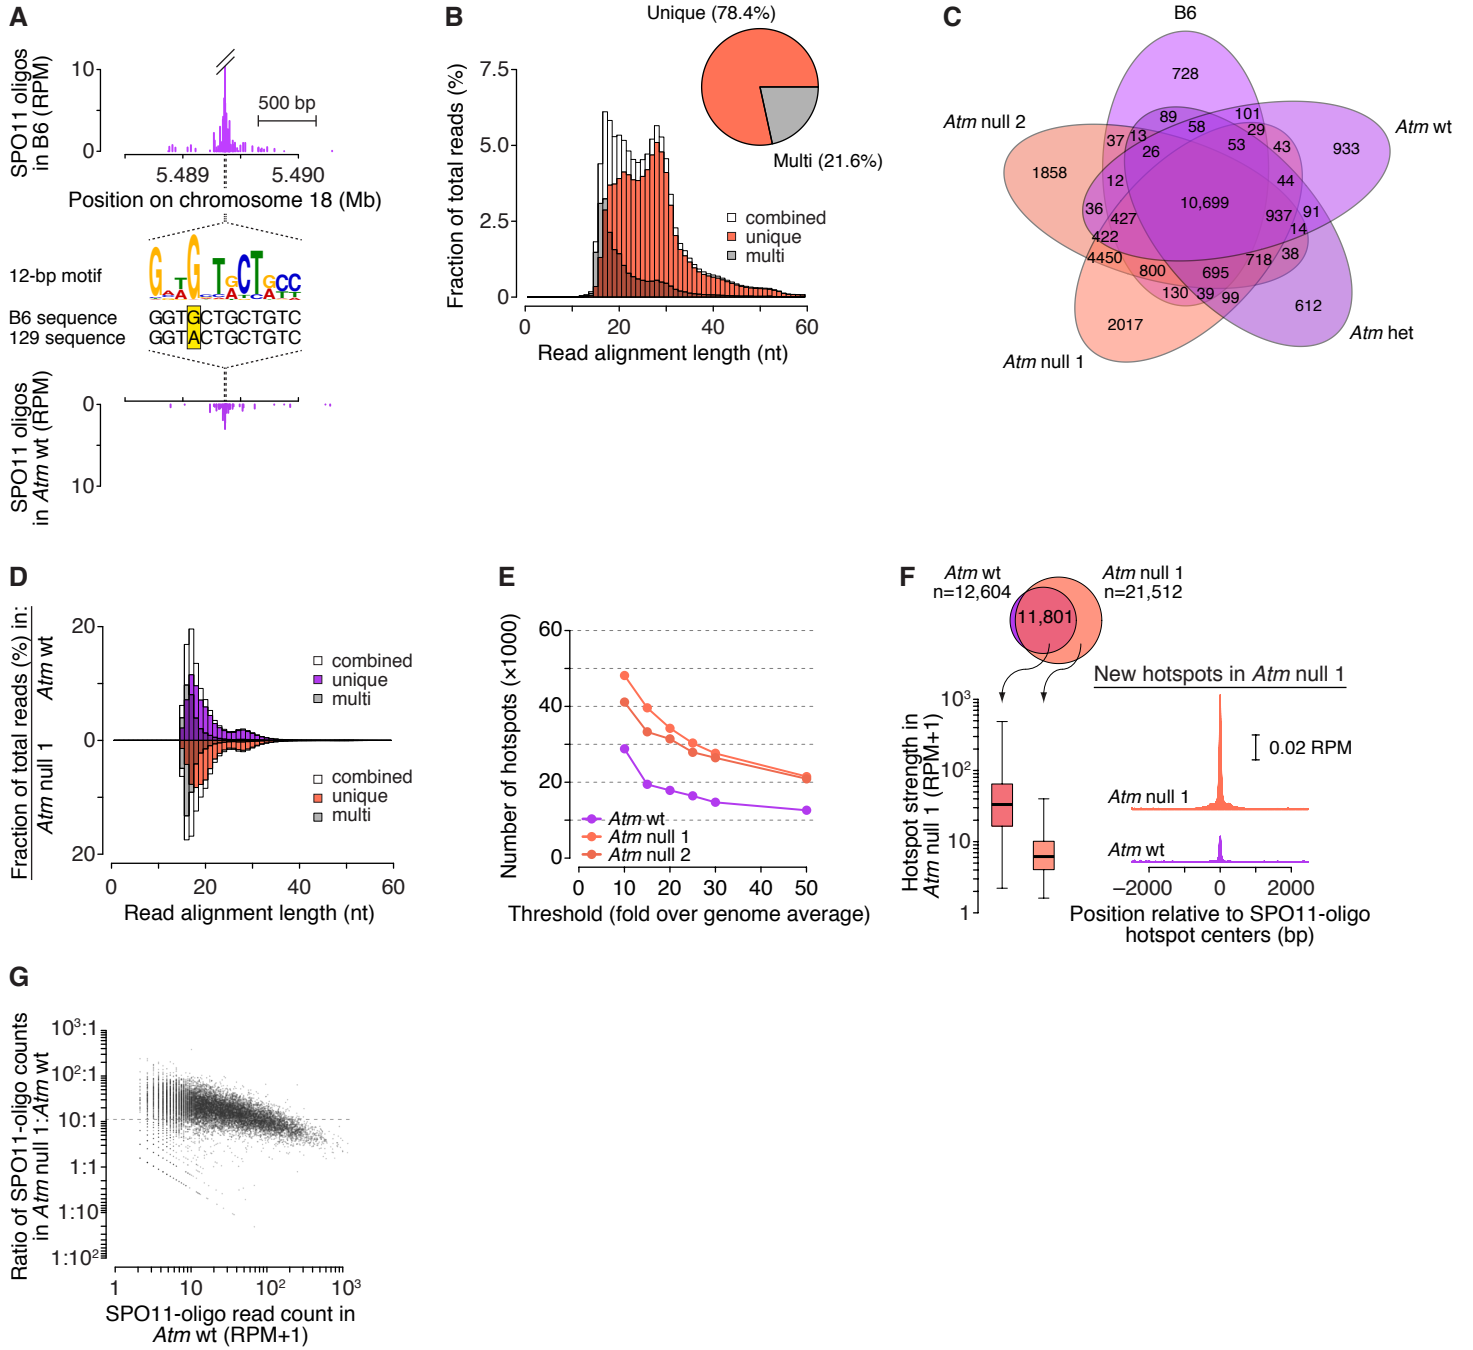 A
SPO11 oligos
in B6 (RPM)
10
0
500 bp
5.489
5.490
Position on chromosome 18 (Mb)
12-bp motif
B6 sequence
GGTGCTGCTGTC
129 sequence
GGTACTGCTGTC
SPO11 oligos
in Atm wt (RPM)
0
10
B
Unique (78.4%)
Multi (21.6%)
Fraction of total reads (%)
7.5
5.0
2.5
0
combined
unique
multi
0
20
40
60
Read alignment length (nt)
C
B6
Atm null 2
Atm wt
Atm null 1
Atm het
728
89
101
58
29
37
13
26
53
43
933
1858
12
44
10,699
36
427
937
91
14
422
4450
800
695
718
38
130
39
99
612
2017
D
Fraction of total reads (%) in:
Atm wt
Atm null 1
20
0
20
combined
unique
multi
combined
unique
multi
0
20
40
60
Read alignment length (nt)
E
Number of hotspots (×1000)
60
40
20
0
Atm wt
Atm null 1
Atm null 2
0
10
20
30
40
50
Threshold (fold over genome average)
F
Atm wt
n=12,604
Atm null 1
n=21,512
11,801
Hotspot strength in
Atm null 1 (RPM+1)
10³
10²
10
1
New hotspots in Atm null 1
0.02 RPM
Atm null 1
Atm wt
−2000
0
2000
Position relative to SPO11-oligo
hotspot centers (bp)
G
Ratio of SPO11-oligo counts
in Atm null 1:Atm wt
10³:1
10²:1
10:1
1:1
1:10
1:10²
1
10
10²
10³
SPO11-oligo read count in
Atm wt (RPM+1)